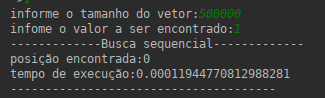 informe o tamanho do vetor:500000
infome o valor a ser encontrado:1
-------------Busca sequencial-------------
posição encontrada:0
tempo de execução:0.00011944770812988281
--------------------------------------